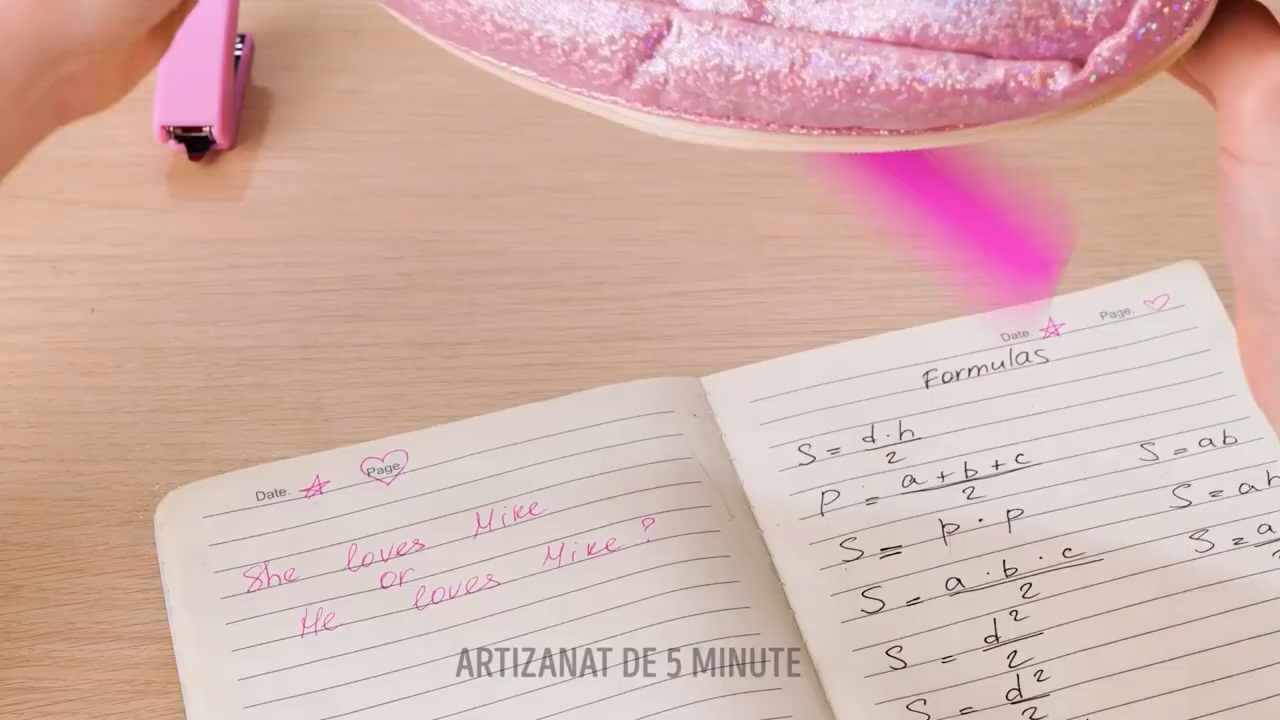 Date. Page.
She loves Mike
or
He loves Mike?
Date. Page.
Formulas
S = d·h/2
P = a+b+c/2
S = p·p
S = a·b·c/2
S = d²/2
S = d²/2
S = ab
S = ah
S = a
ARTIZANAT DE 5 MINUTE